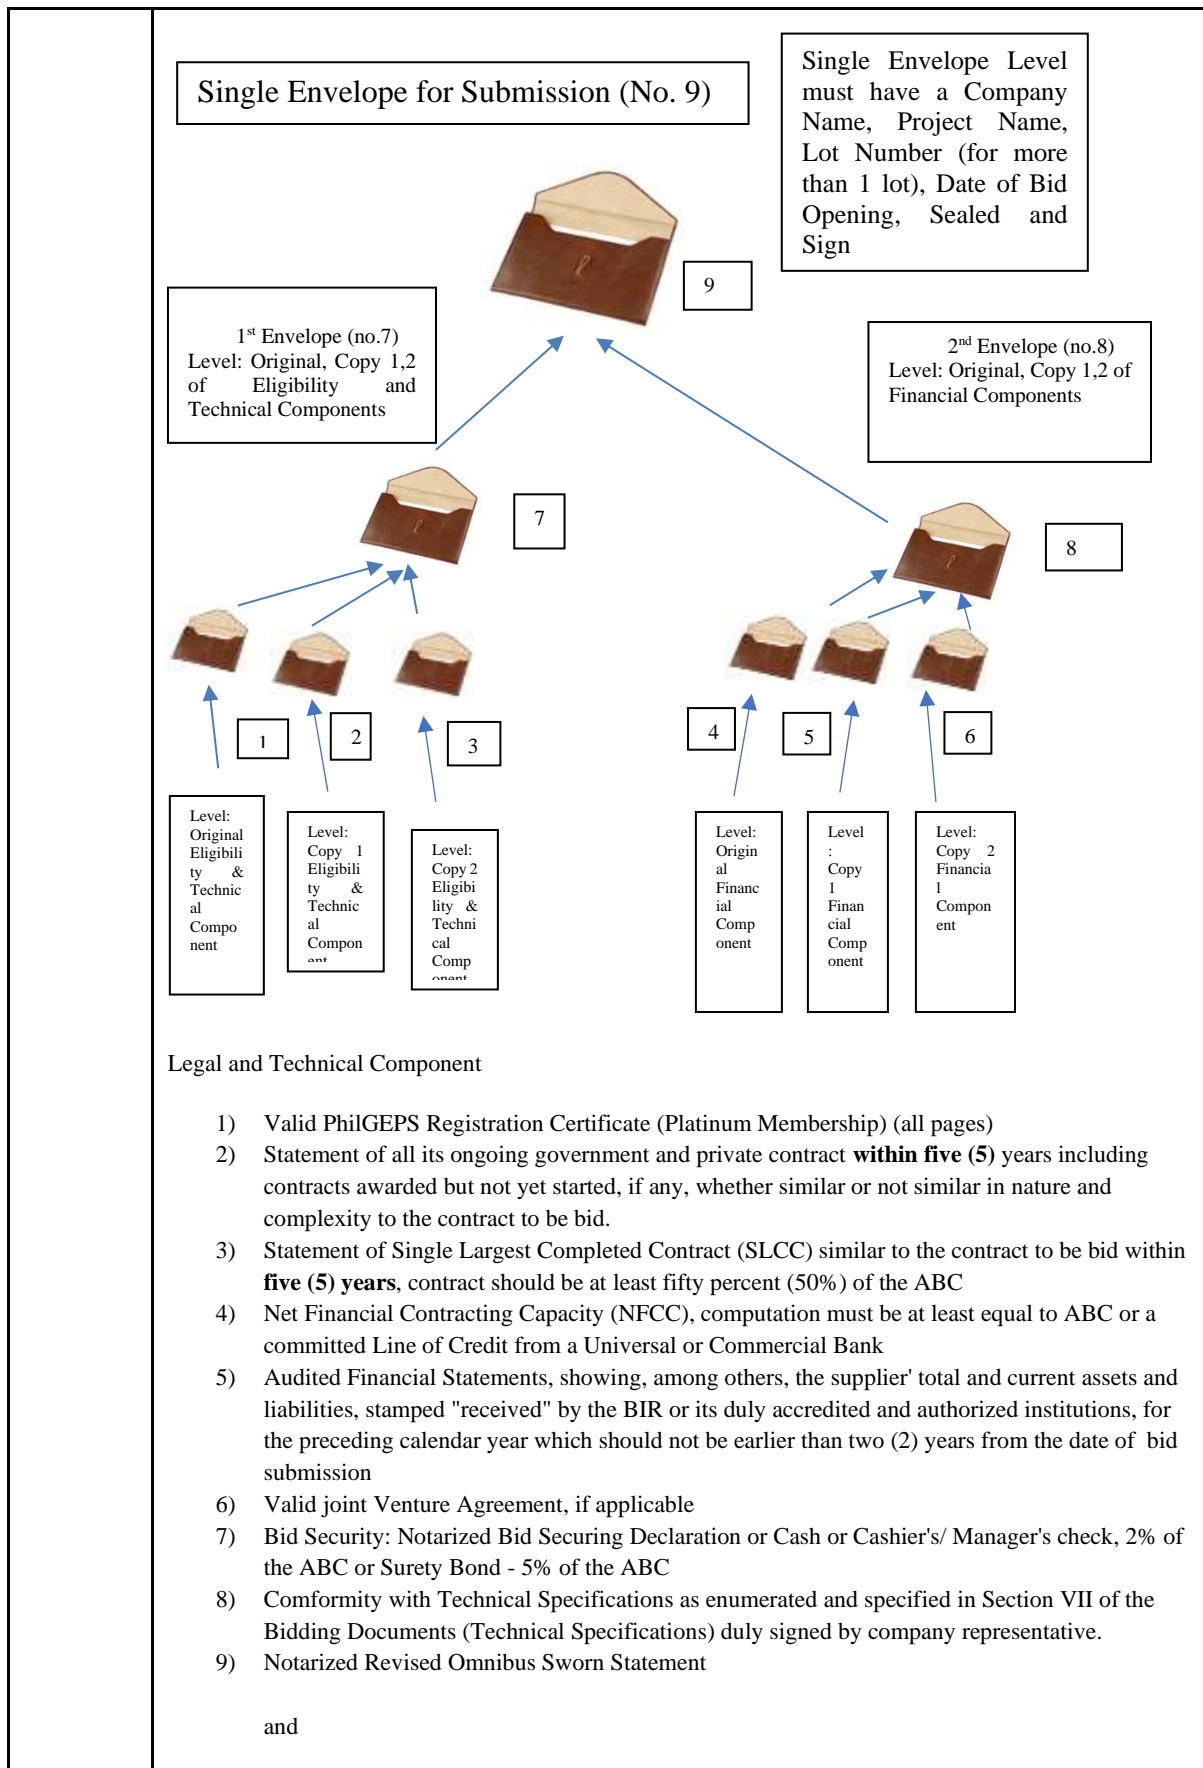 Single Envelope for Submission (No. 9)
Single Envelope Level
must have a Company
Name, Project Name,
Lot Number (for more
than 1 lot), Date of Bid
Opening, Sealed and
Sign
9
1st Envelope (no.7)
Level: Original, Copy 1,2
of Eligibility and
Technical Components
2nd Envelope (no.8)
Level: Original, Copy 1,2 of
Financial Components
7
8
1
2
3
4
5
6
Level:
Original
Eligibili
ty &
Technic
al
Compo
nent
Level:
Copy 1
Eligibili
ty &
Technic
al
Compon
ent
Level:
Copy 2
Eligibi
lity &
Techni
cal
Comp
onent
Level:
Origin
al
Financ
ial
Comp
onent
Level
:
Copy
1
Finan
cial
Comp
onent
Level:
Copy 2
Financia
l
Compon
ent
Legal and Technical Component
1) Valid PhilGEPS Registration Certificate (Platinum Membership) (all pages)
2) Statement of all its ongoing government and private contract within five (5) years including
contracts awarded but not yet started, if any, whether similar or not similar in nature and
complexity to the contract to be bid.
3) Statement of Single Largest Completed Contract (SLCC) similar to the contract to be bid within
five (5) years, contract should be at least fifty percent (50%) of the ABC
4) Net Financial Contracting Capacity (NFCC), computation must be at least equal to ABC or a
committed Line of Credit from a Universal or Commercial Bank
5) Audited Financial Statements, showing, among others, the supplier' total and current assets and
liabilities, stamped "received" by the BIR or its duly accredited and authorized institutions, for
the preceding calendar year which should not be earlier than two (2) years from the date of bid
submission
6) Valid joint Venture Agreement, if applicable
7) Bid Security: Notarized Bid Securing Declaration or Cash or Cashier's/ Manager's check, 2% of
the ABC or Surety Bond - 5% of the ABC
8) Comformity with Technical Specifications as enumerated and specified in Section VII of the
Bidding Documents (Technical Specifications) duly signed by company representative.
9) Notarized Revised Omnibus Sworn Statement
and